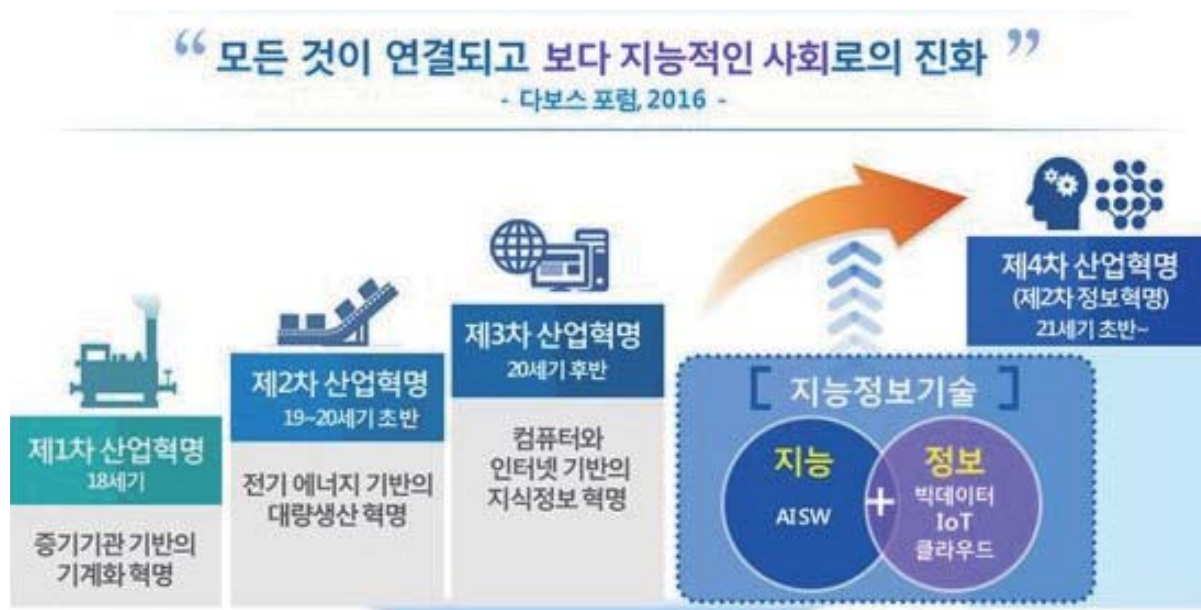 “ 모든 것이 연결되고 보다 지능적인 사회로의 진화 ”
- 다보스 포럼, 2016 -
제1차 산업혁명
18세기
증기기관 기반의
기계화 혁명
제2차 산업혁명
19~20세기 초반
전기 에너지 기반의
대량생산 혁명
제3차 산업혁명
20세기 후반
컴퓨터와
인터넷 기반의
지식정보 혁명
[ 지능정보기술 ]
지능
AI SW
+
정보
빅데이터
IoT
클라우드
제4차 산업혁명
(제2차 정보혁명)
21세기 초반~